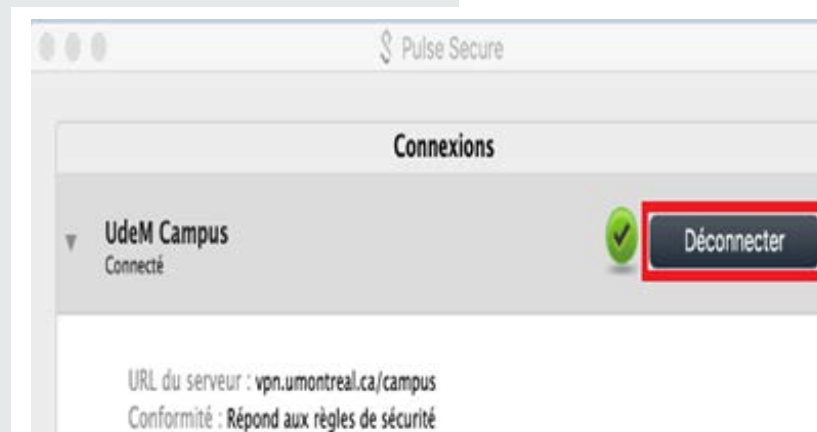 Pulse Secure
Connexions
UdeM Campus
Déconnecter
Connecté
URL du serveur : vpn.umontreal.ca/campus
Conformité : Répond aux règles de sécurité